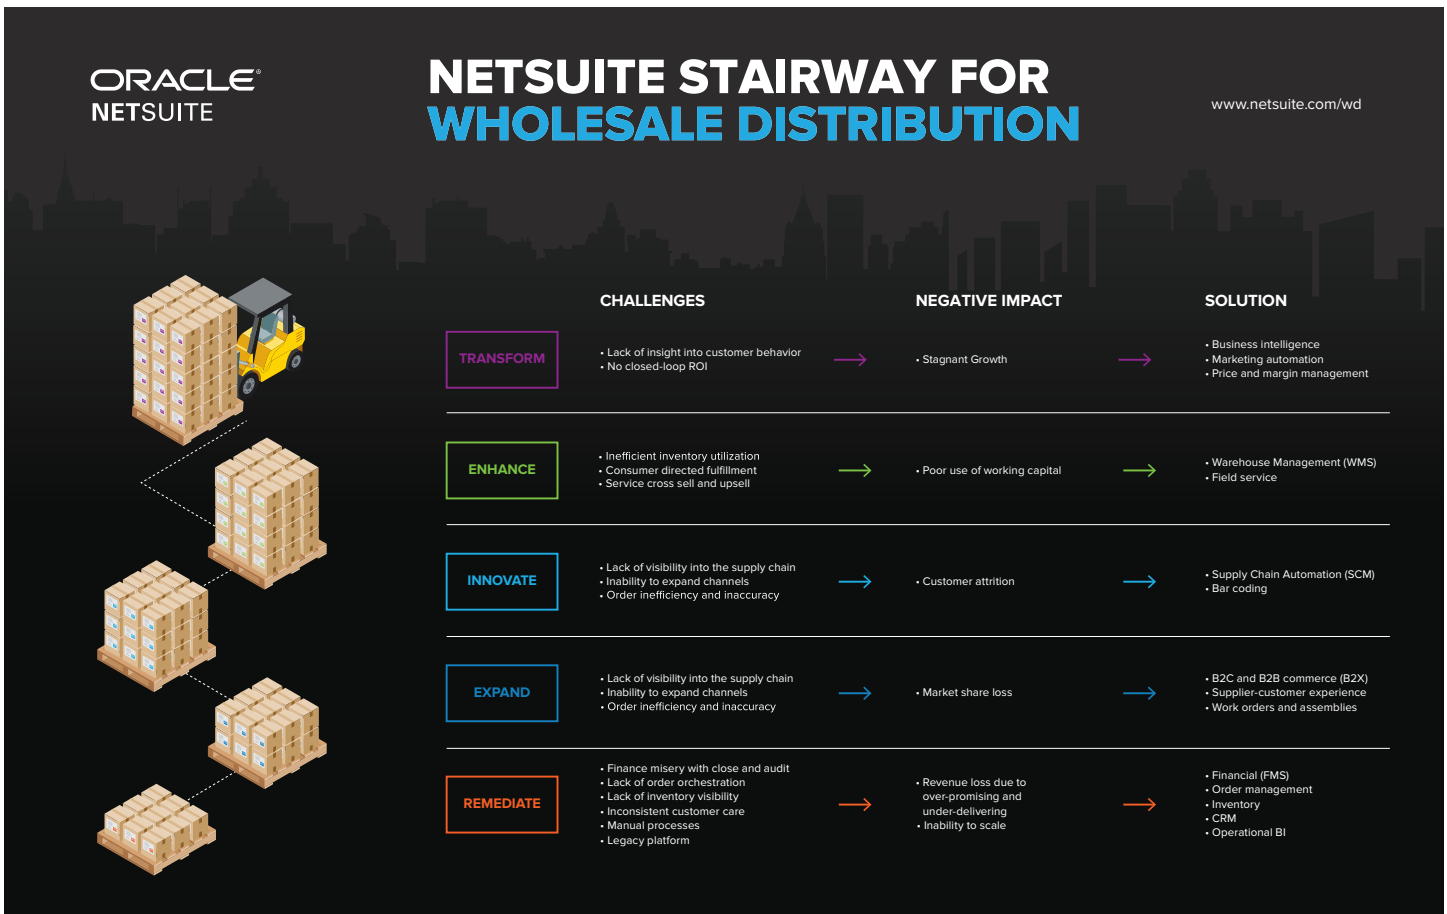 ORACLE®
NETSUITE
NETSUITE STAIRWAY FOR
WHOLESALE DISTRIBUTION
www.netsuite.com/wd
CHALLENGES
NEGATIVE IMPACT
SOLUTION
TRANSFORM
• Lack of insight into customer behavior
• No closed-loop ROI
• Stagnant Growth
• Business intelligence
• Marketing automation
• Price and margin management
ENHANCE
• Inefficient inventory utilization
• Consumer directed fulfillment
• Service cross sell and upsell
• Poor use of working capital
• Warehouse Management (WMS)
• Field service
INNOVATE
• Lack of visibility into the supply chain
• Inability to expand channels
• Order inefficiency and inaccuracy
• Customer attrition
• Supply Chain Automation (SCM)
• Bar coding
EXPAND
• Lack of visibility into the supply chain
• Inability to expand channels
• Order inefficiency and inaccuracy
• Market share loss
• B2C and B2B commerce (B2X)
• Supplier-customer experience
• Work orders and assemblies
REMEDIATE
• Finance misery with close and audit
• Lack of order orchestration
• Lack of inventory visibility
• Inconsistent customer care
• Manual processes
• Legacy platform
• Revenue loss due to
over-promising and
under-delivering
• Inability to scale
• Financial (FMS)
• Order management
• Inventory
• CRM
• Operational BI